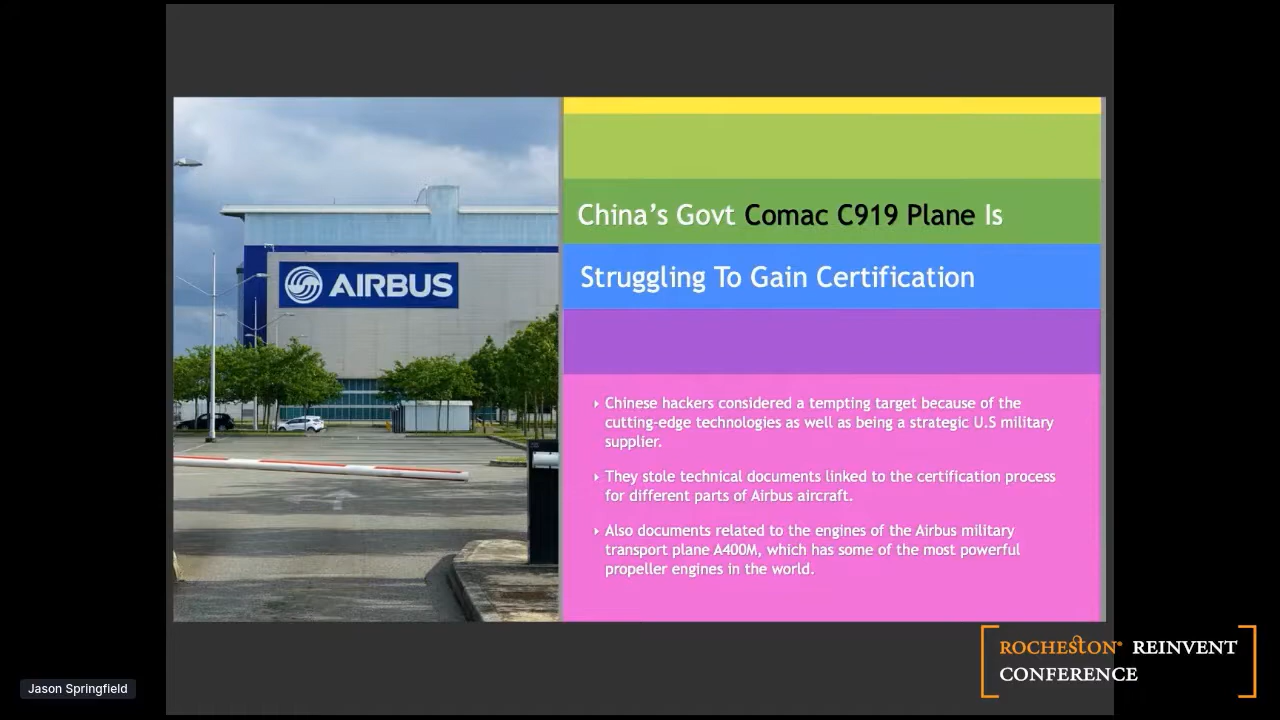 AIRBUS
China's Govt Comac C919 Plane Is
Struggling To Gain Certification
Chinese hackers considered a tempting target because of the
cutting-edge technologies as well as being a strategic U.S military
supplier.
They stole technical documents linked to the certification process
for different parts of Airbus aircraft.
Also documents related to the engines of the Airbus military
transport plane A400M, which has some of the most powerful
propeller engines in the world.
ROCHESTON® REINVENT
CONFERENCE
Jason Springfield